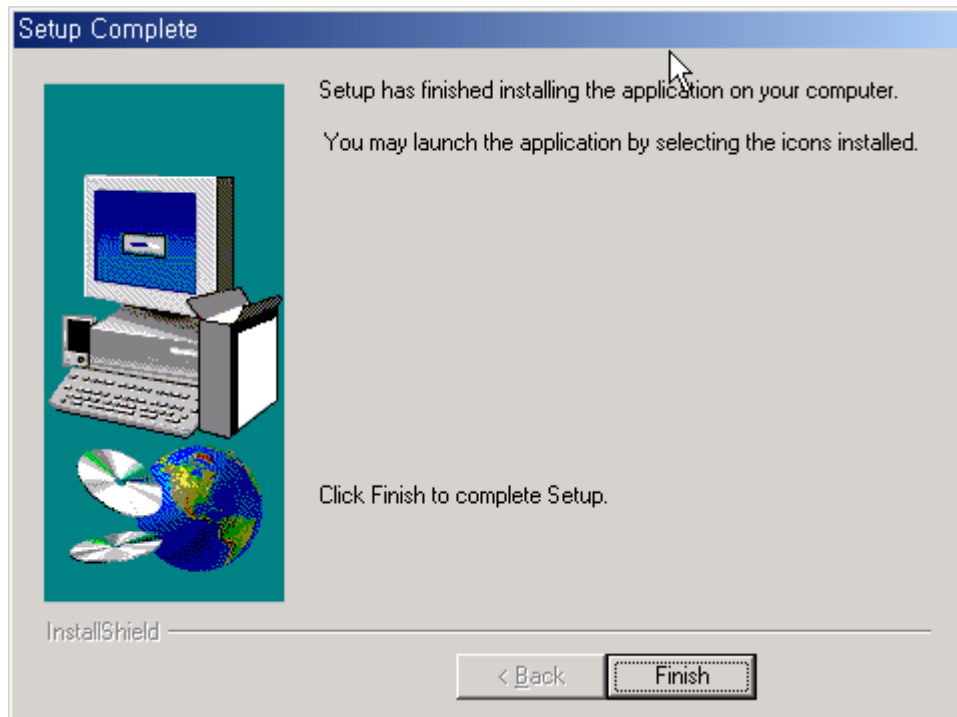 Setup Complete
Setup has finished installing the application on your computer.
You may launch the application by selecting the icons installed.
Click Finish to complete Setup.
InstallShield
< Back
Finish